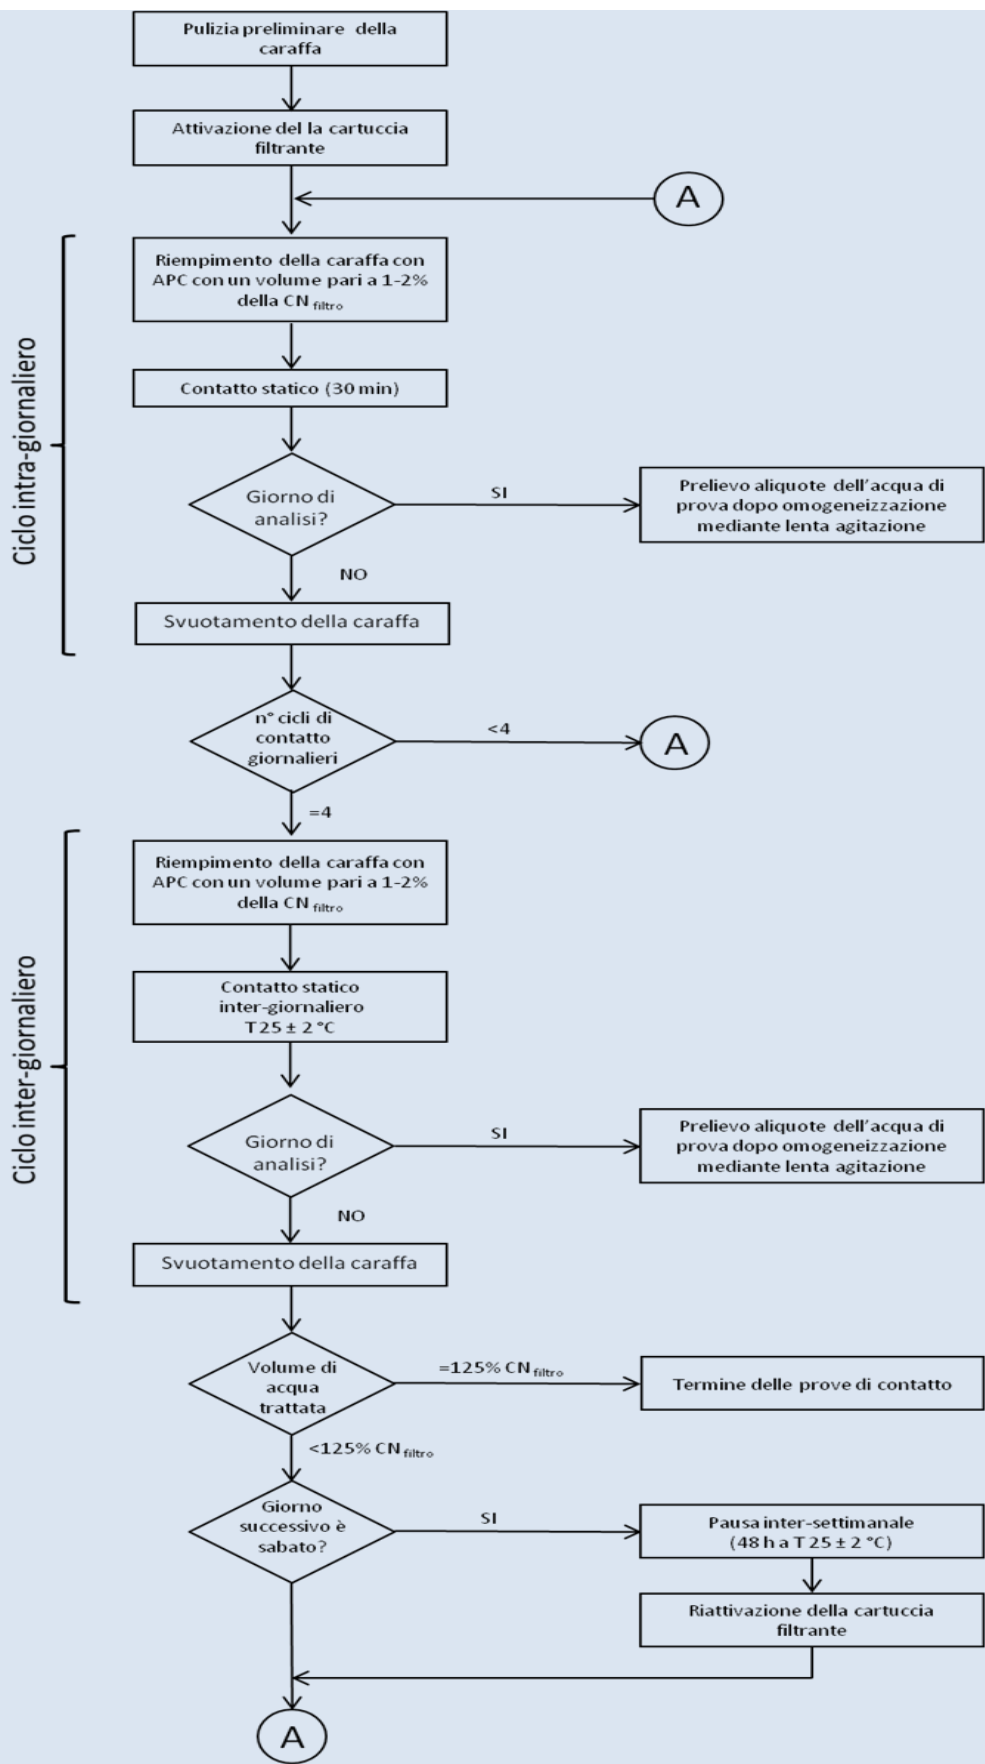 Pulizia preliminare della
caraffa
Attivazione del la cartuccia
filtrante
A
Ciclo intra-giornaliero
Riempimento della caraffa con
APC con un volume pari a 1-2%
della CN filtro
Contatto statico (30 min)
Giorno di
analisi?
SI
Prelievo aliquote dell'acqua di
prova dopo omogeneizzazione
mediante lenta agitazione
NO
Svuotamento della caraffa
n° cicli di
contatto
giornalieri
<4
A
=4
Ciclo inter-giornaliero
Riempimento della caraffa con
APC con un volume pari a 1-2%
della CN filtro
Contatto statico
inter-giornaliero
T 25 ± 2 °C
Giorno di
analisi?
SI
Prelievo aliquote dell'acqua di
prova dopo omogeneizzazione
mediante lenta agitazione
NO
Svuotamento della caraffa
Volume di
acqua
trattata
=125% CN filtro
Termine delle prove di contatto
<125% CN filtro
Giorno
successivo è
sabato?
SI
Pausa inter-settimanale
(48 h a T 25 ± 2 °C)
Riattivazione della cartuccia
filtrante
A